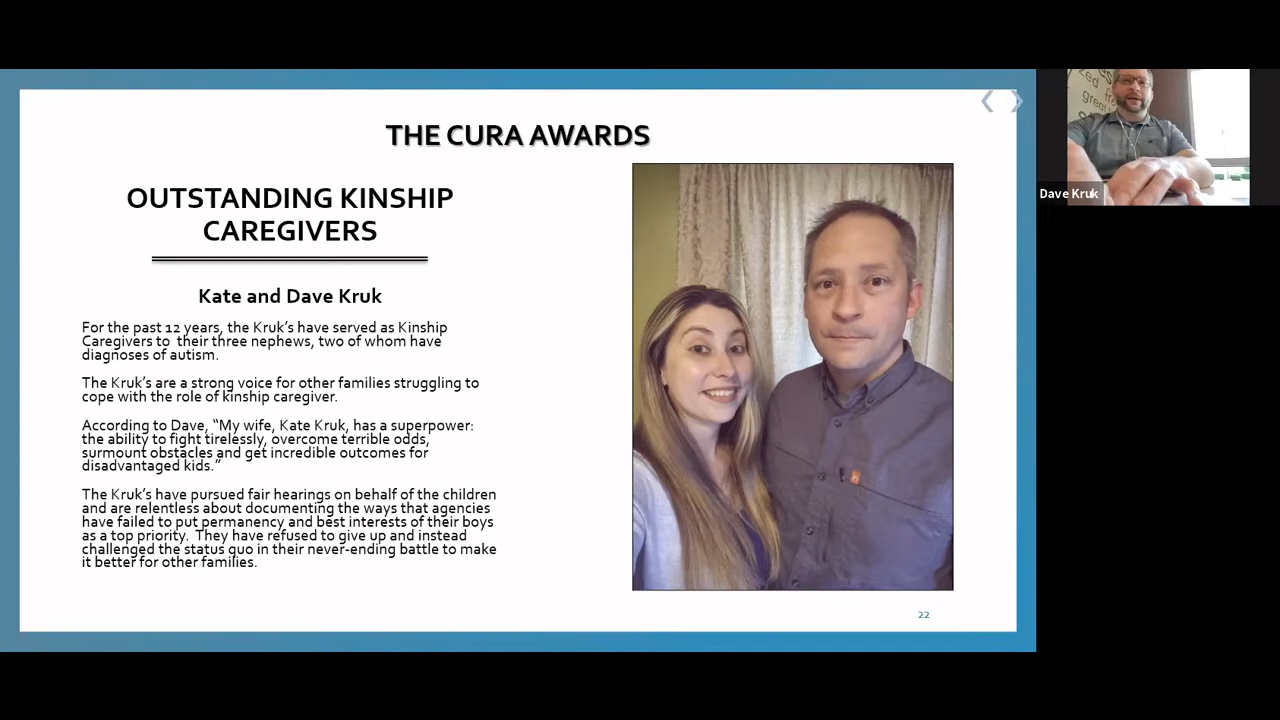 THE CURA AWARDS
OUTSTANDING KINSHIP
CAREGIVERS
Kate and Dave Kruk
For the past 12 years, the Kruk’s have served as Kinship
Caregivers to  their three nephews, two of whom have
diagnoses of autism.
The Kruk’s are a strong voice for other families struggling to
cope with the role of kinship caregiver.
According to Dave, “My wife, Kate Kruk, has a superpower:
the ability to fight tirelessly, overcome terrible odds,
surmount obstacles and get incredible outcomes for
disadvantaged kids.”
The Kruk’s have pursued fair hearings on behalf of the children
and are relentless about documenting the ways that agencies
have failed to put permanency and best interests of their boys
as a top priority.  They have refused to give up and instead
challenged the status quo in their never-ending battle to make
it better for other families.
22
great
Dave Kruk